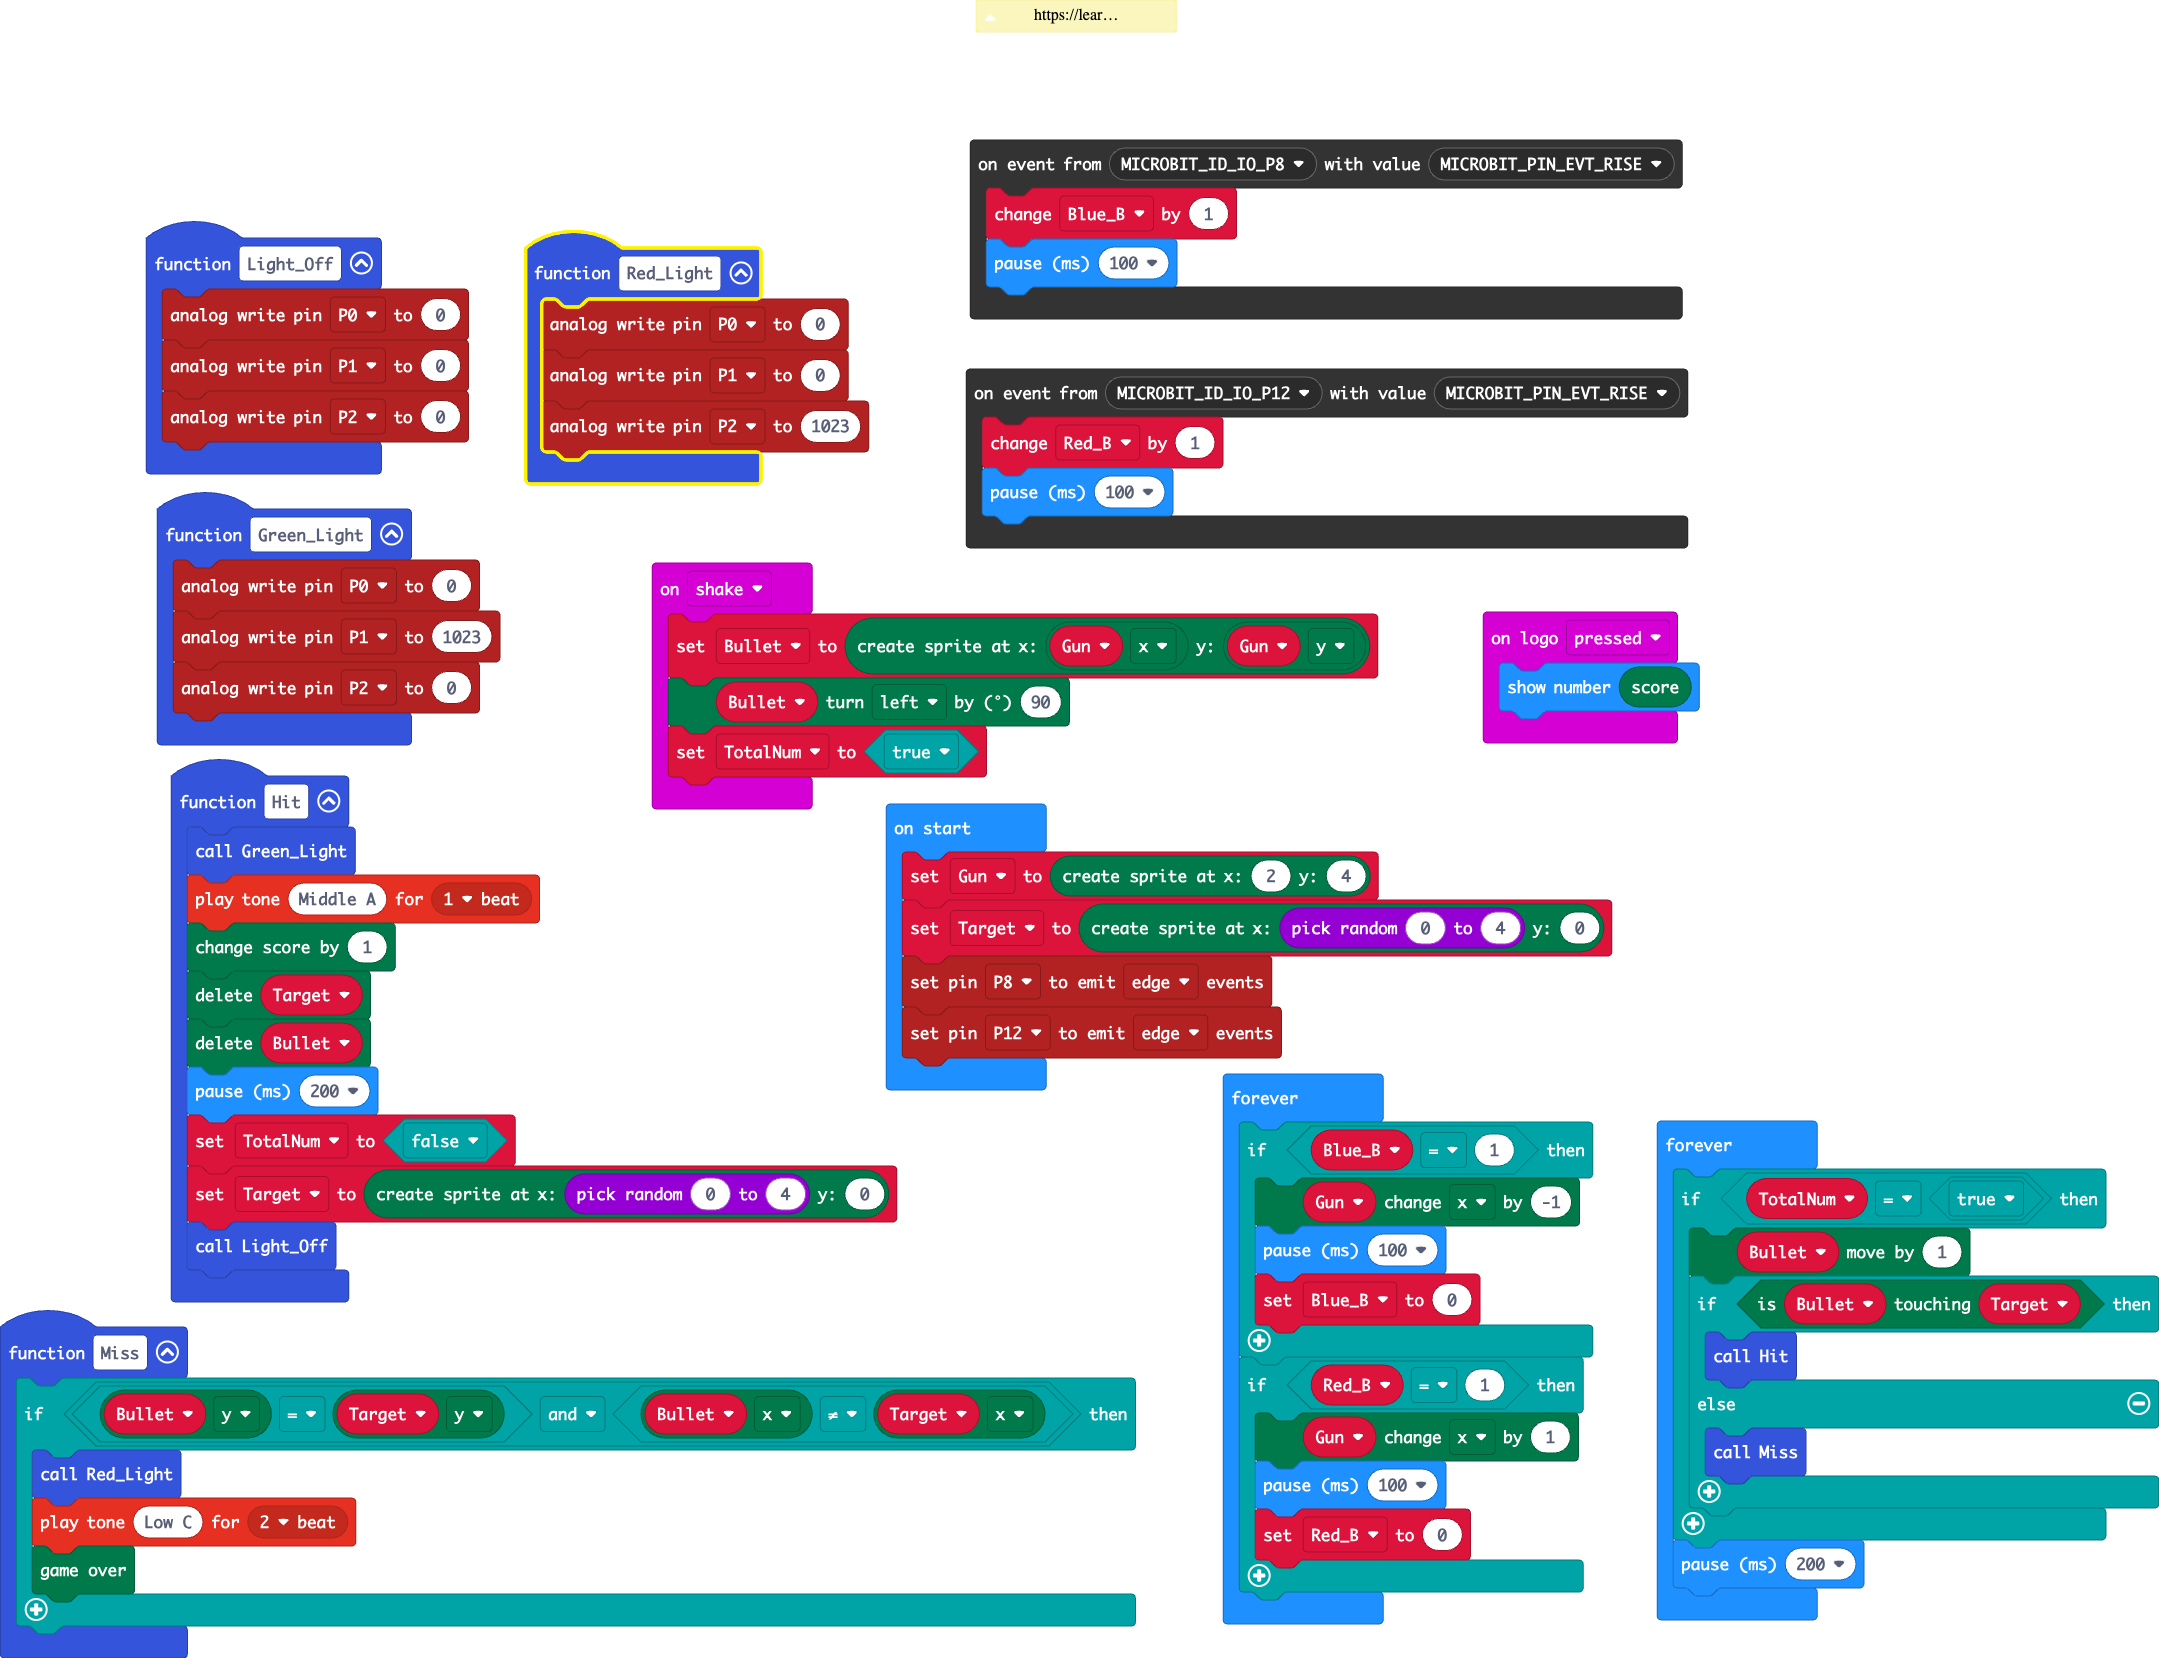 https://lear…
on event from MICROBIT_ID_IO_P8 with value MICROBIT_PIN_EVT_RISE
change Blue_B by 1
pause (ms) 100
function Light_Off
analog write pin P0 to 0
analog write pin P1 to 0
analog write pin P2 to 0
function Red_Light
analog write pin P0 to 0
analog write pin P1 to 0
analog write pin P2 to 1023
on event from MICROBIT_ID_IO_P12 with value MICROBIT_PIN_EVT_RISE
change Red_B by 1
pause (ms) 100
function Green_Light
analog write pin P0 to 0
analog write pin P1 to 1023
analog write pin P2 to 0
on shake
set Bullet to create sprite at x: Gun x y: Gun y
Bullet turn left by (°) 90
set TotalNum to true
on logo pressed
show number score
function Hit
call Green_Light
play tone Middle A for 1 beat
change score by 1
delete Target
delete Bullet
pause (ms) 200
set TotalNum to false
set Target to create sprite at x: pick random 0 to 4 y: 0
call Light_Off
on start
set Gun to create sprite at x: 2 y: 4
set Target to create sprite at x: pick random 0 to 4 y: 0
set pin P8 to emit edge events
set pin P12 to emit edge events
forever
if Blue_B = 1 then
Gun change x by -1
pause (ms) 100
set Blue_B to 0
if Red_B = 1 then
Gun change x by 1
pause (ms) 100
set Red_B to 0
forever
if TotalNum = true then
Bullet move by 1
if is Bullet touching Target then
call Hit
else
call Miss
pause (ms) 200
function Miss
if Bullet y = Target y and Bullet x ≠ Target x then
call Red_Light
play tone Low C for 2 beat
game over